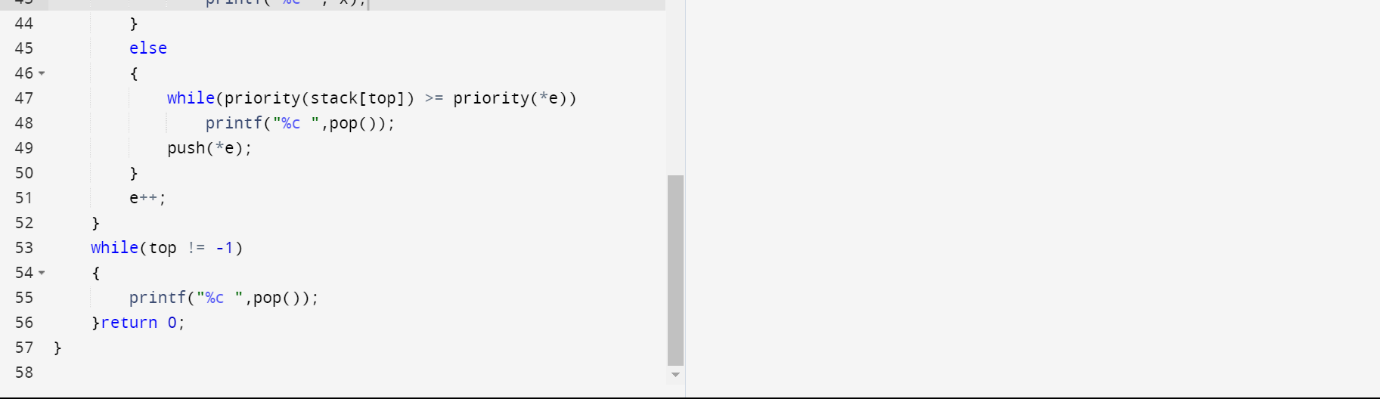 44 }
45 else
46 {
47 while(priority(stack[top]) >= priority(*e))
48 printf("%c ",pop());
49 push(*e);
50 }
51 e++;
52 }
53 while(top != -1)
54 {
55 printf("%c ",pop());
56 }return 0;
57 }
58